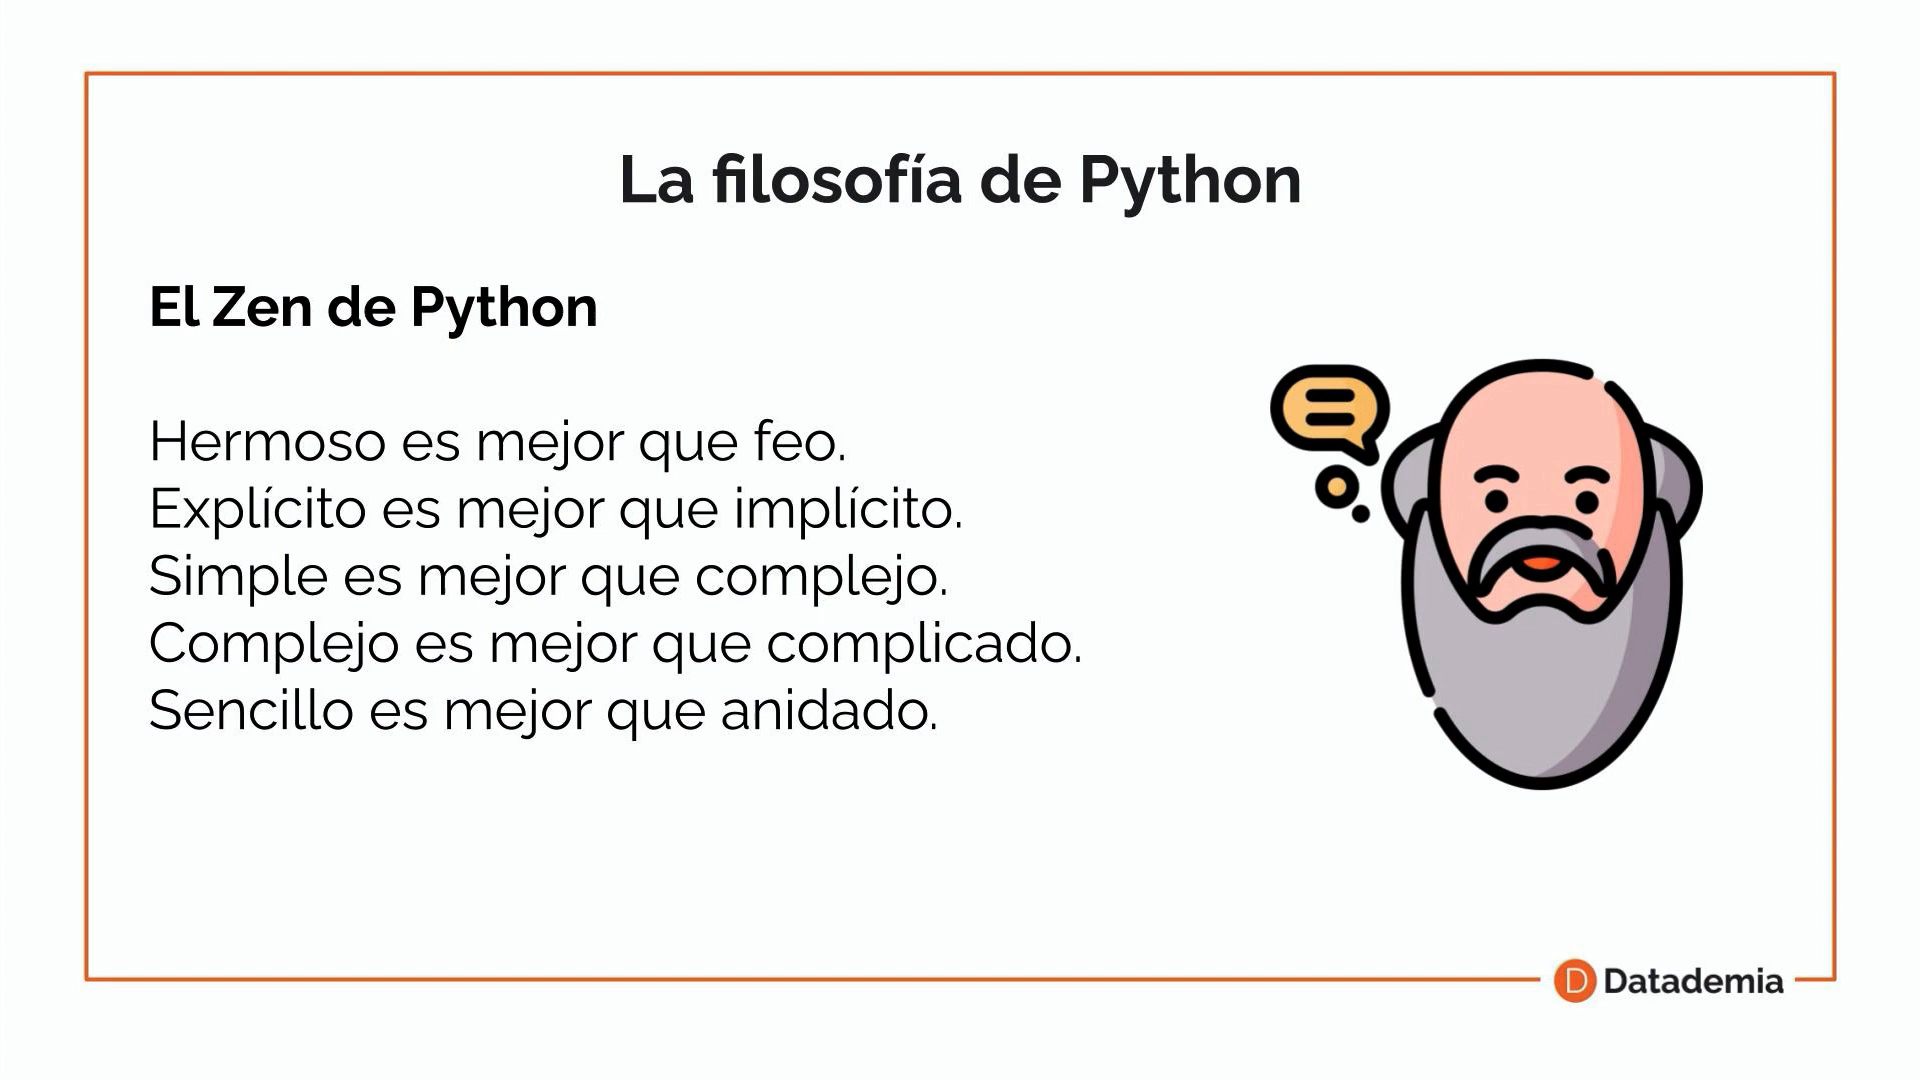 La filosofía de Python
El Zen de Python
Hermoso es mejor que feo.
Explícito es mejor que implícito.
Simple es mejor que complejo.
Complejo es mejor que complicado.
Sencillo es mejor que anidado.
D Datademia